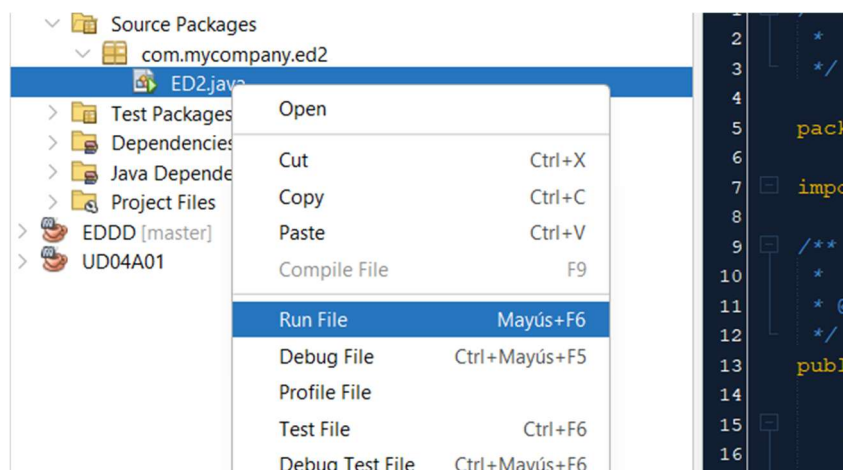 Source Packages
com.mycompany.ed2
ED2.java
Test Packages
Dependencies
Java Depende
Project Files
EDDD [master]
UD04A01
Open
Cut Ctrl+X
Copy Ctrl+C
Paste Ctrl+V
Compile File F9
Run File Mayús+F6
Debug File Ctrl+Mayús+F5
Profile File
Test File Ctrl+F6
Debug Test File Ctrl+Mayús+F6
2 *
3 */
4
5 pack
6
7 impo
8
9 /**
10 *
11 * @
12 */
13 publ
14
15
16